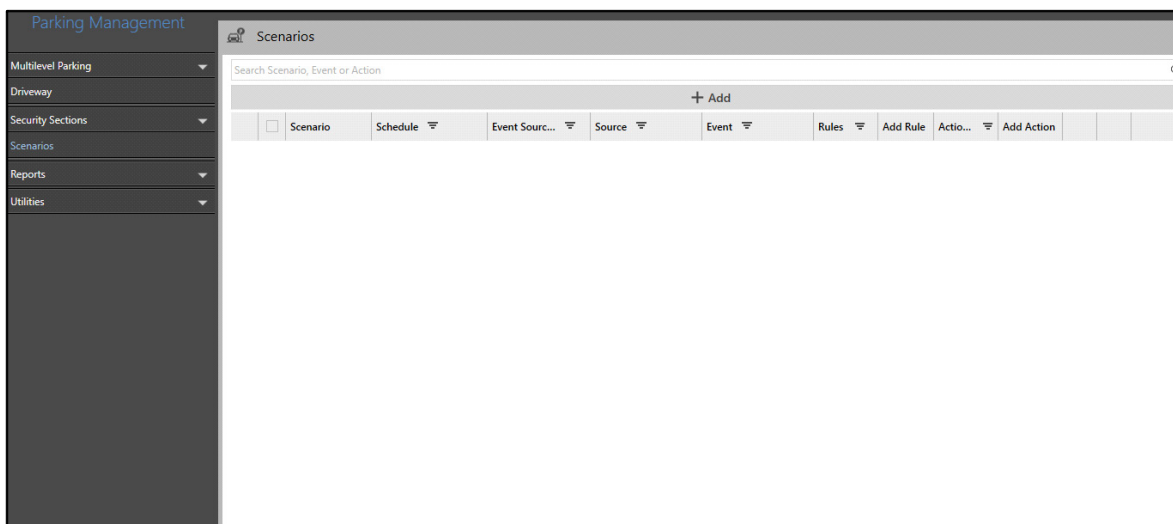 Parking Management
Multilevel Parking
Driveway
Security Sections
Scenarios
Reports
Utilities
Scenarios
Search Scenario, Event or Action
+ Add
Scenario Schedule Event Sourc... Source Event Rules Add Rule Actio... Add Action